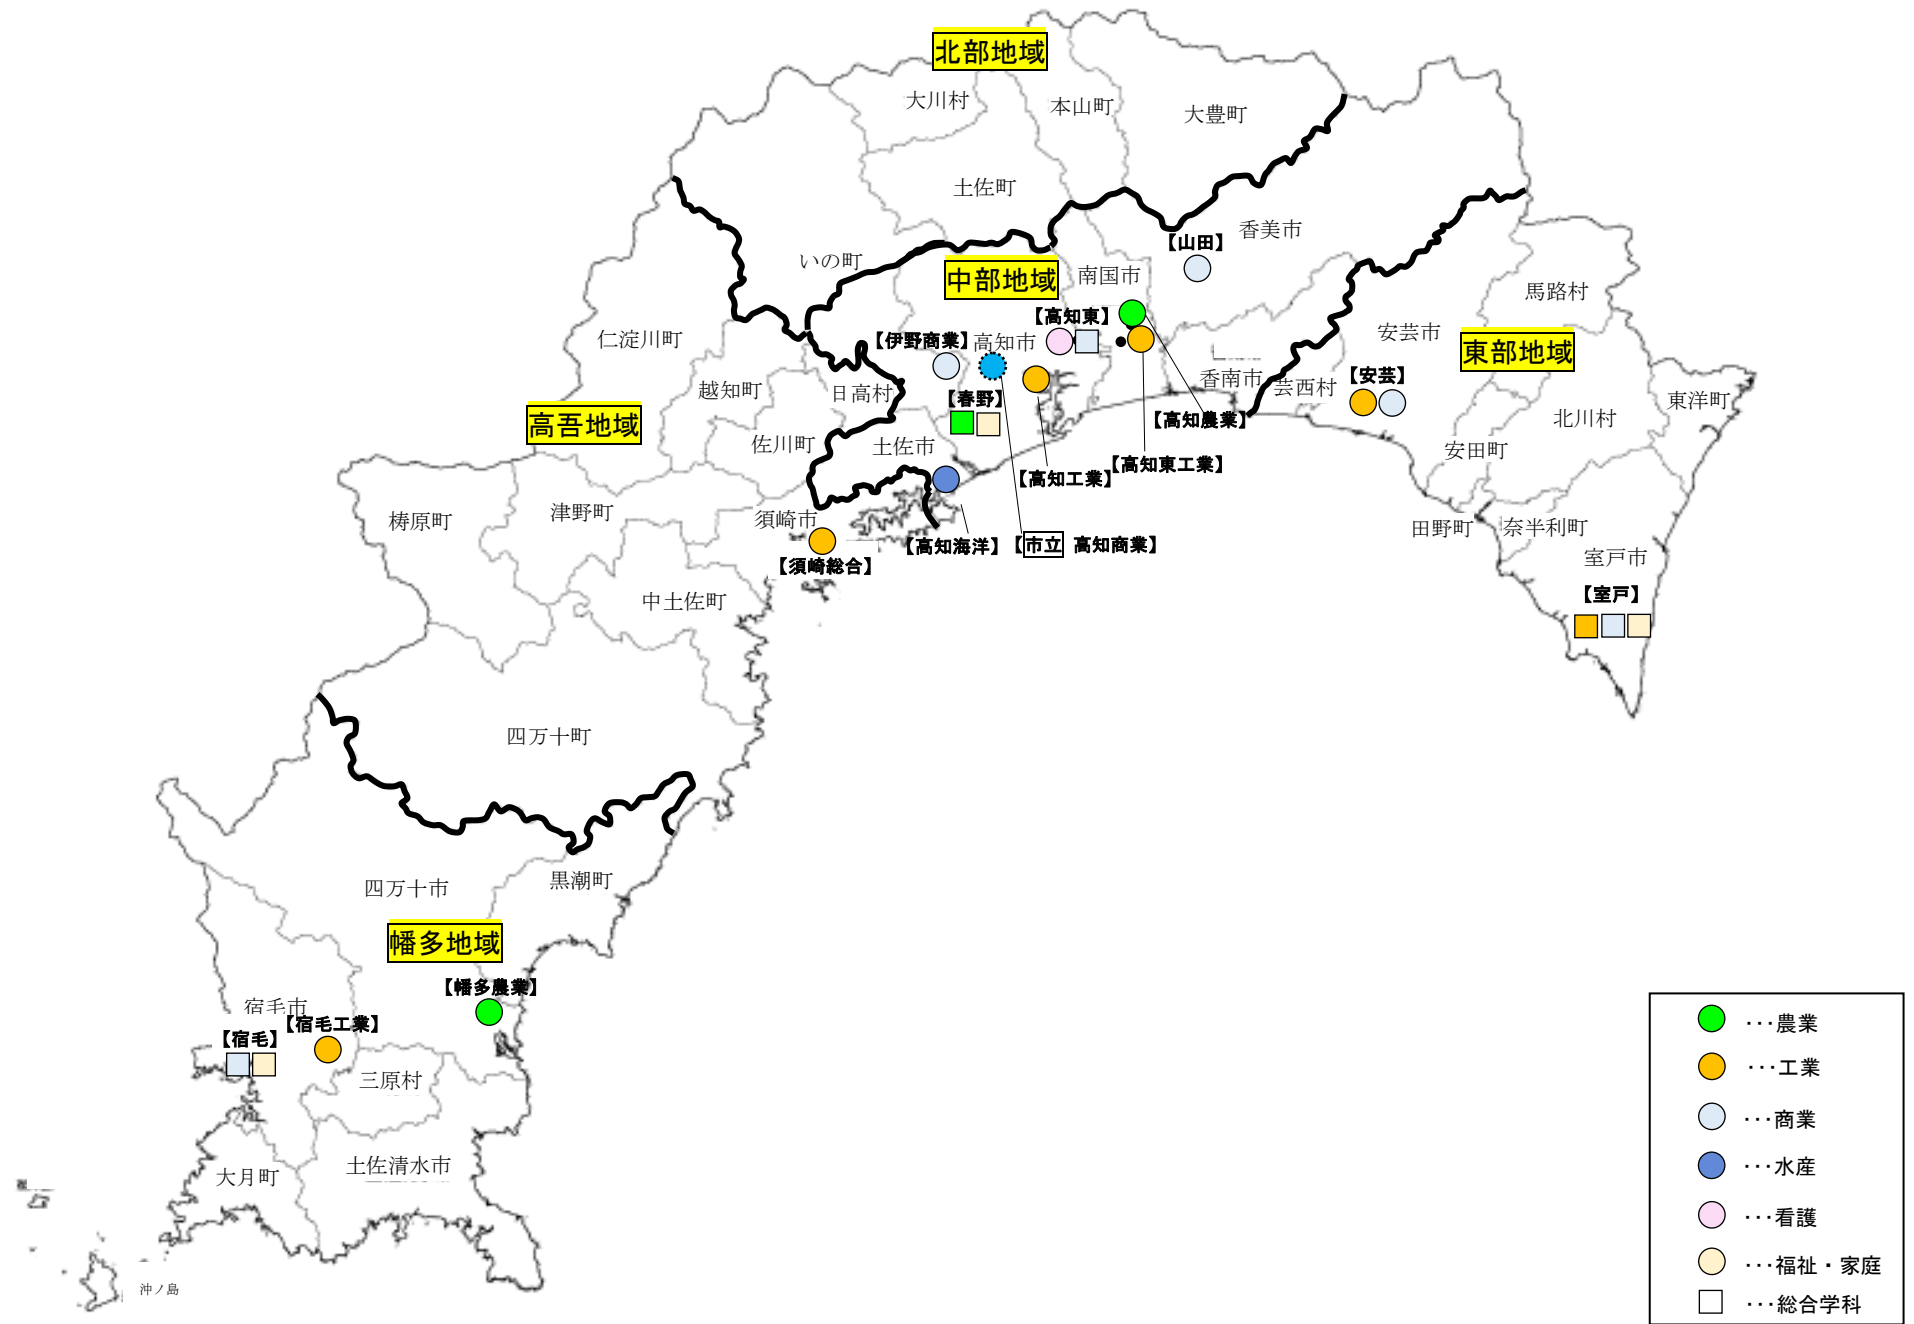 北部地域
大川村
本山町
大豊町
土佐町
香美市
【山田】
いの町
中部地域
南国市
馬路村
仁淀川町
【高知東】
【伊野商業】
高知市
安芸市
東部地域
越知町
日高村
香南市
芸西村
【安芸】
東洋町
【春野】
高吾地域
北川村
【高知農業】
佐川町
土佐市
安田町
【高知工業】
【高知東工業】
梼原町
津野町
須崎市
田野町
奈半利町
【高知海洋】
【市立 高知商業】
室戸市
【須崎総合】
【室戸】
中土佐町
四万十町
四万十市
黒潮町
幡多地域
【幡多農業】
宿毛市
【宿毛工業】
【宿毛】
三原村
大月町
土佐清水市
沖ノ島
･･･農業
･･･工業
･･･商業
･･･水産
･･･看護
･･･福祉・家庭
･･･総合学科